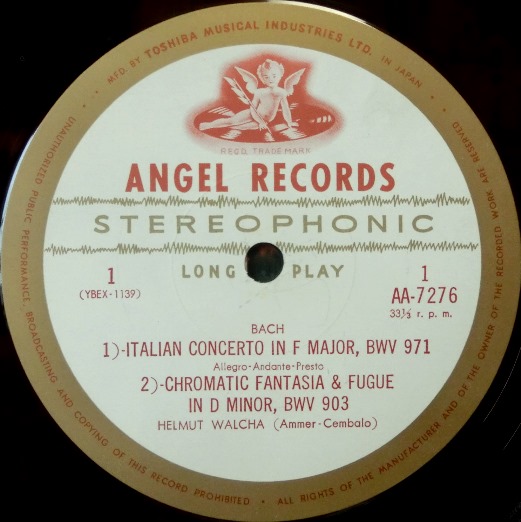 · MFD. BY TOSHIBA MUSICAL INDUSTRIES LTD. IN JAPAN ·
REG'D. TRADE MARK
ANGEL RECORDS
STEREOPHONIC
LONG PLAY
1
(YBEX-1139)
1
AA-7276
33⅓ r. p. m.
BACH
1)-ITALIAN CONCERTO IN F MAJOR, BWV 971
Allegro-Andante-Presto
2)-CHROMATIC FANTASIA & FUGUE
IN D MINOR, BWV 903
HELMUT WALCHA (Ammer-Cembalo)
UNAUTHORIZED PUBLIC PERFORMANCE, BROADCASTING AND COPYING OF THIS RECORD PROHIBITED · ALL RIGHTS OF THE MANUFACTURER AND OF THE OWNER OF THE RECORDED WORK ARE RESERVED